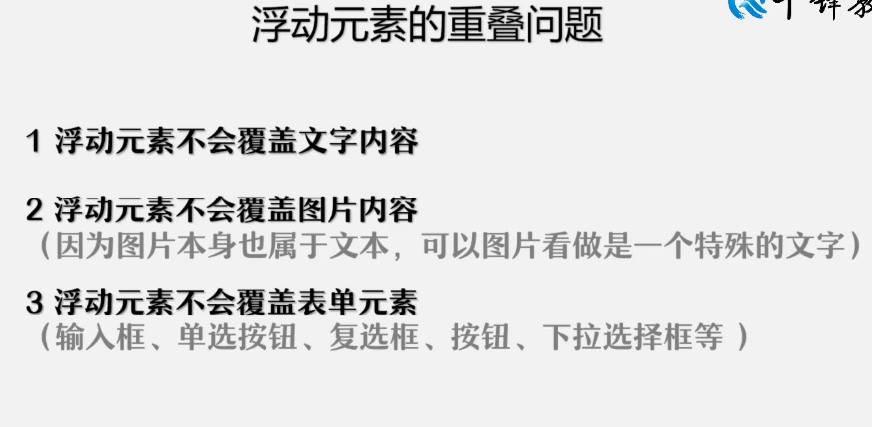 浮动元素的重叠问题
1 浮动元素不会覆盖文字内容
2 浮动元素不会覆盖图片内容
（因为图片本身也属于文本，可以图片看做是一个特殊的文字）
3 浮动元素不会覆盖表单元素
（输入框、单选按钮、复选框、按钮、下拉选择框等 ）